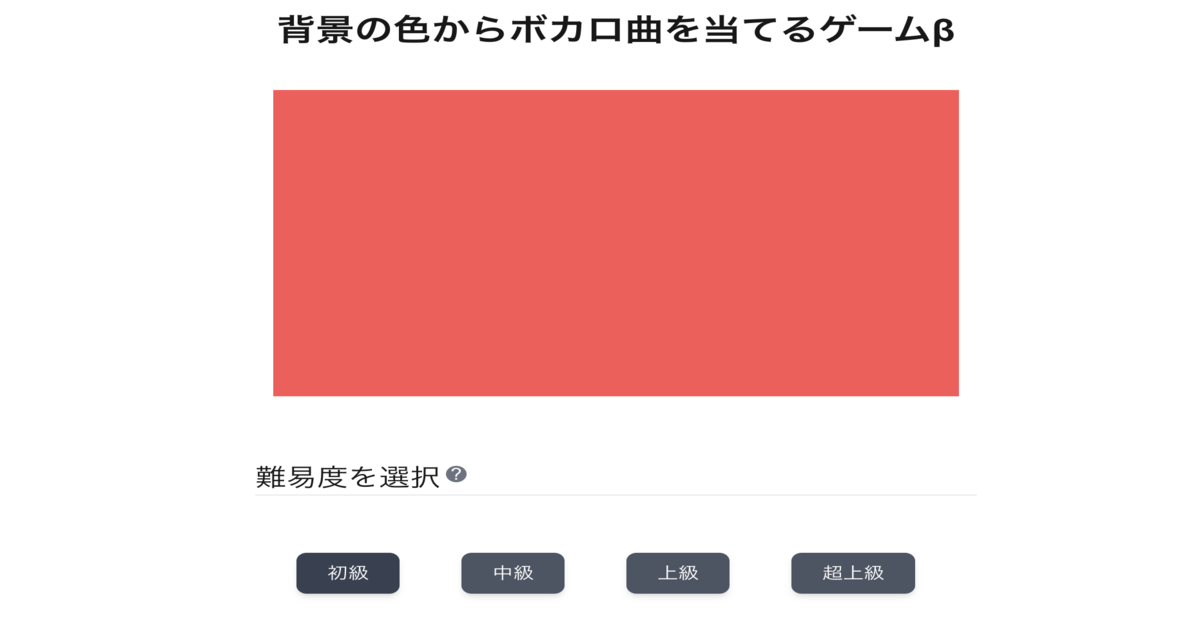 背景の色からボカロ曲を当てるゲームβ
難易度を選択?
初級
中級
上級
超上級